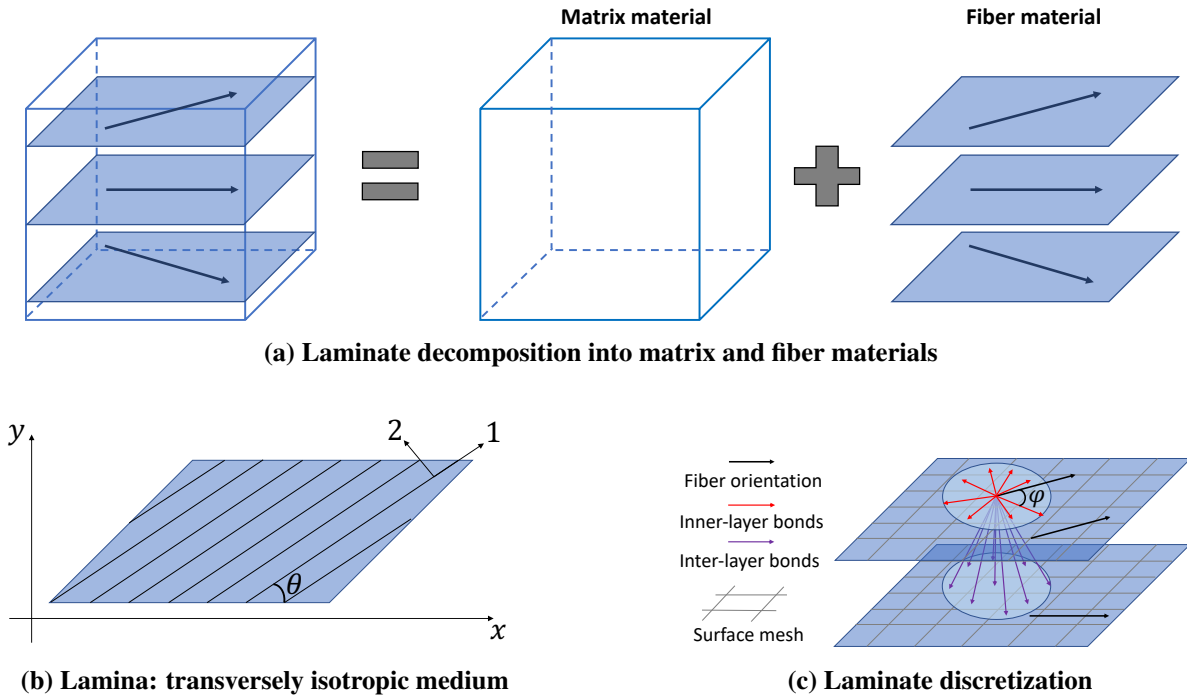 Matrix material
Fiber material
(a) Laminate decomposition into matrix and fiber materials
y
2
1
θ
x
(b) Lamina: transversely isotropic medium
Fiber orientation
Inner-layer bonds
Inter-layer bonds
Surface mesh
φ
(c) Laminate discretization